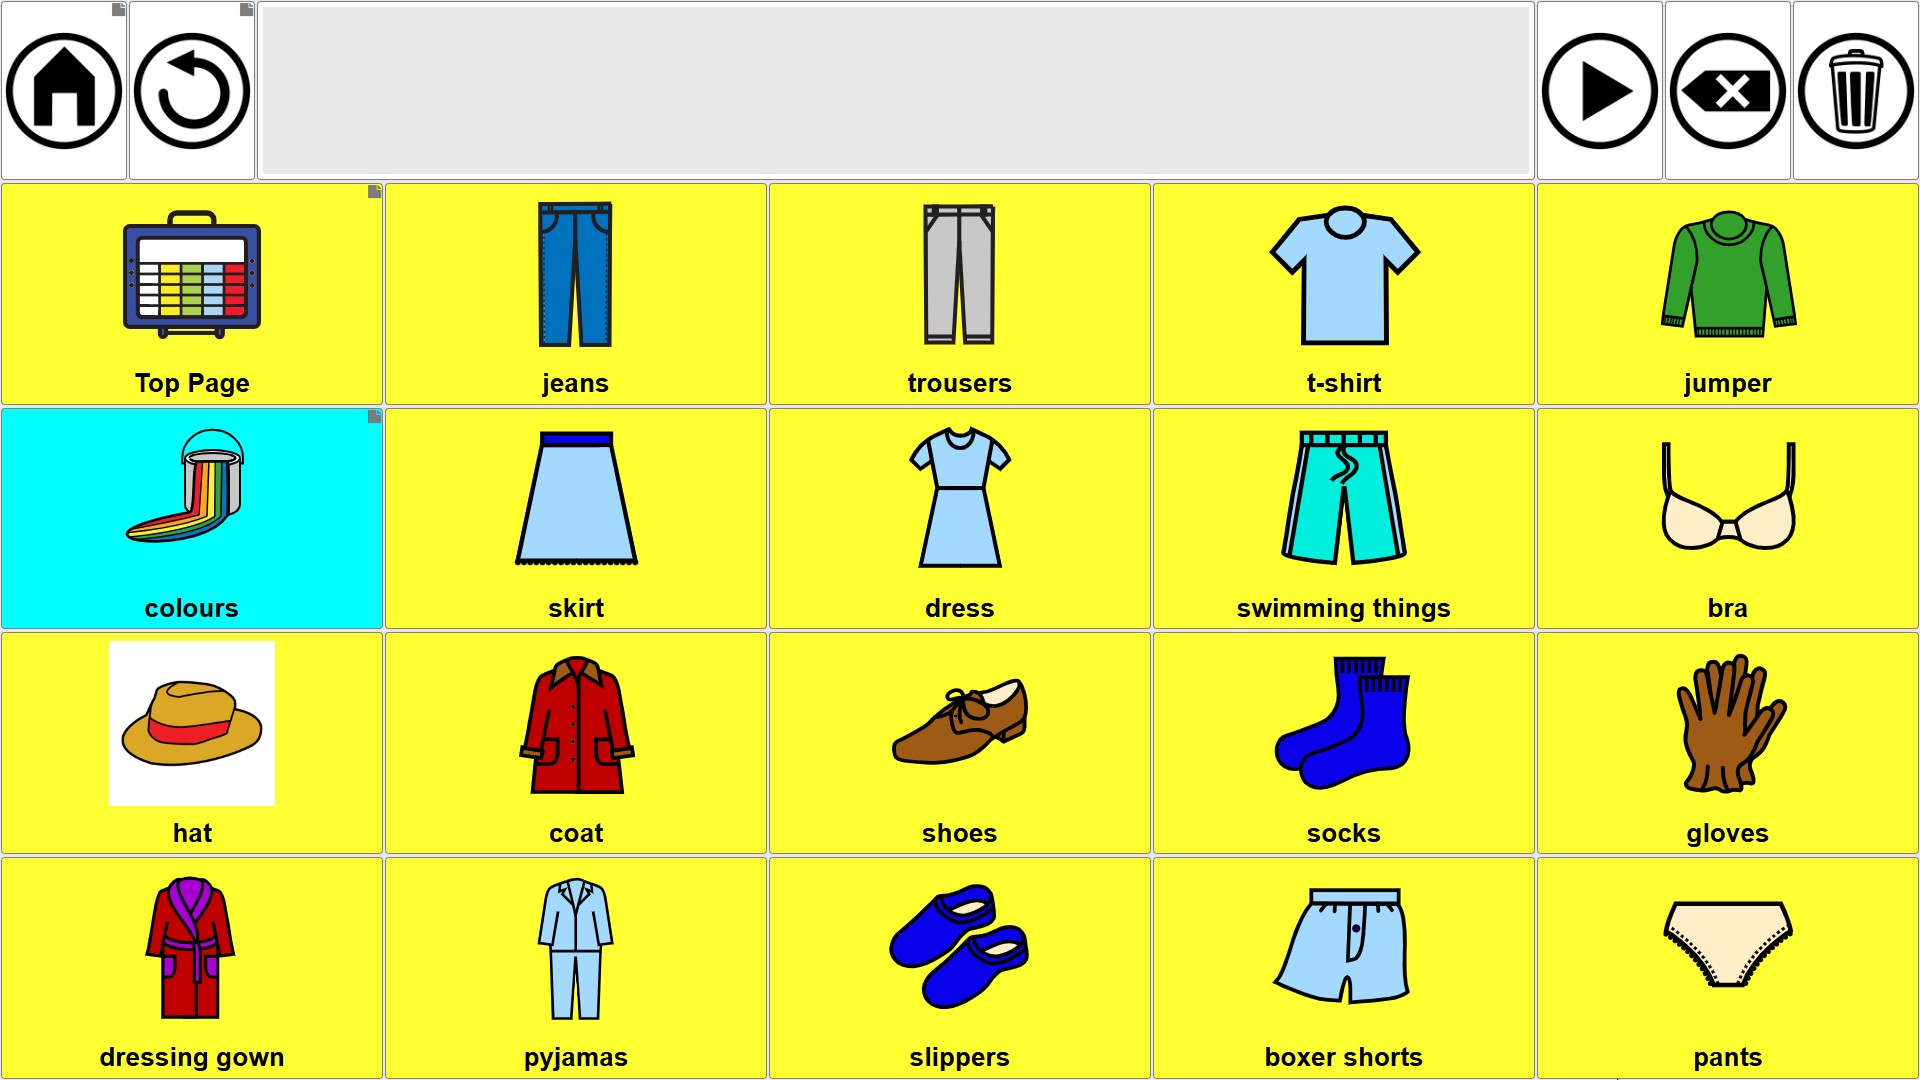 Top Page
jeans
trousers
t-shirt
jumper
colours
skirt
dress
swimming things
bra
hat
coat
shoes
socks
gloves
dressing gown
pyjamas
slippers
boxer shorts
pants